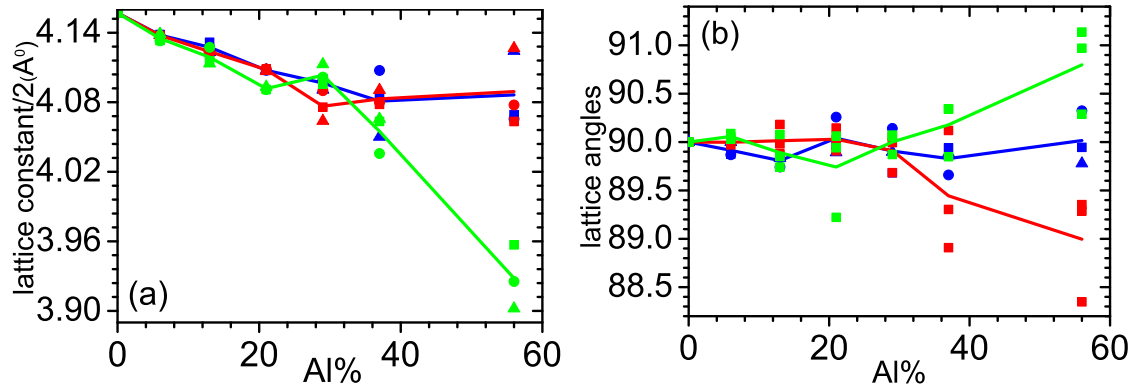 lattice constant/2(A⁰)
4.14
4.08
4.02
3.96
3.90
(a)
0 20 40 60
Al%
lattice angles
91.0
90.5
90.0
89.5
89.0
88.5
(b)
0 20 40 60
Al%